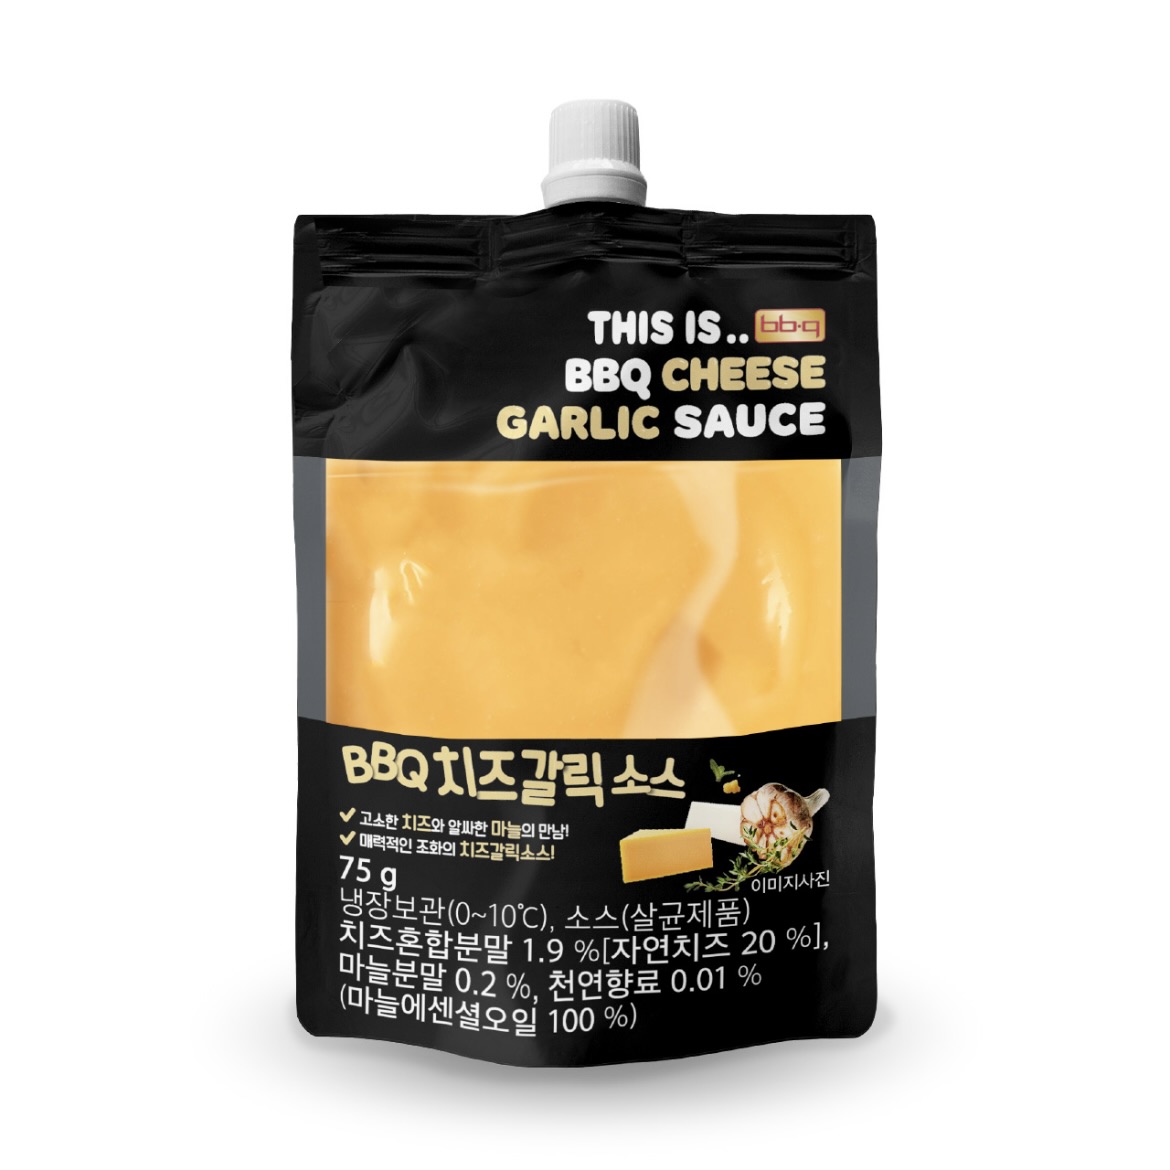 THIS IS.. bb·q
BBQ CHEESE
GARLIC SAUCE
BBQ 치즈갈릭 소스
✓ 고소한 치즈와 알싸한 마늘의 만남!
✓ 매력적인 조화의 치즈갈릭소스!
75 g
이미지사진
냉장보관(0~10℃), 소스(살균제품)
치즈혼합분말 1.9 %[자연치즈 20 %],
마늘분말 0.2 %, 천연향료 0.01 %
(마늘에센셜오일 100 %)